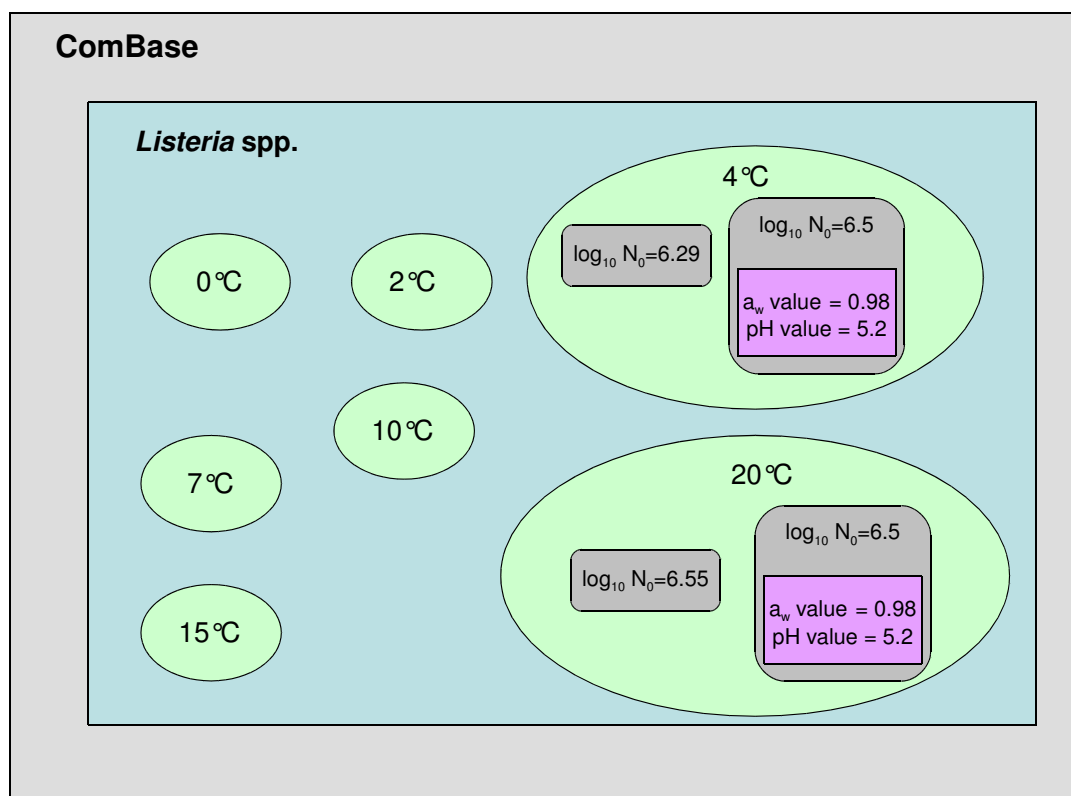 ComBase
Listeria spp.
4°C
log₁₀ N₀=6.29
log₁₀ N₀=6.5
a_w value = 0.98
pH value = 5.2
0°C
2°C
10°C
7°C
15°C
20°C
log₁₀ N₀=6.55
log₁₀ N₀=6.5
a_w value = 0.98
pH value = 5.2